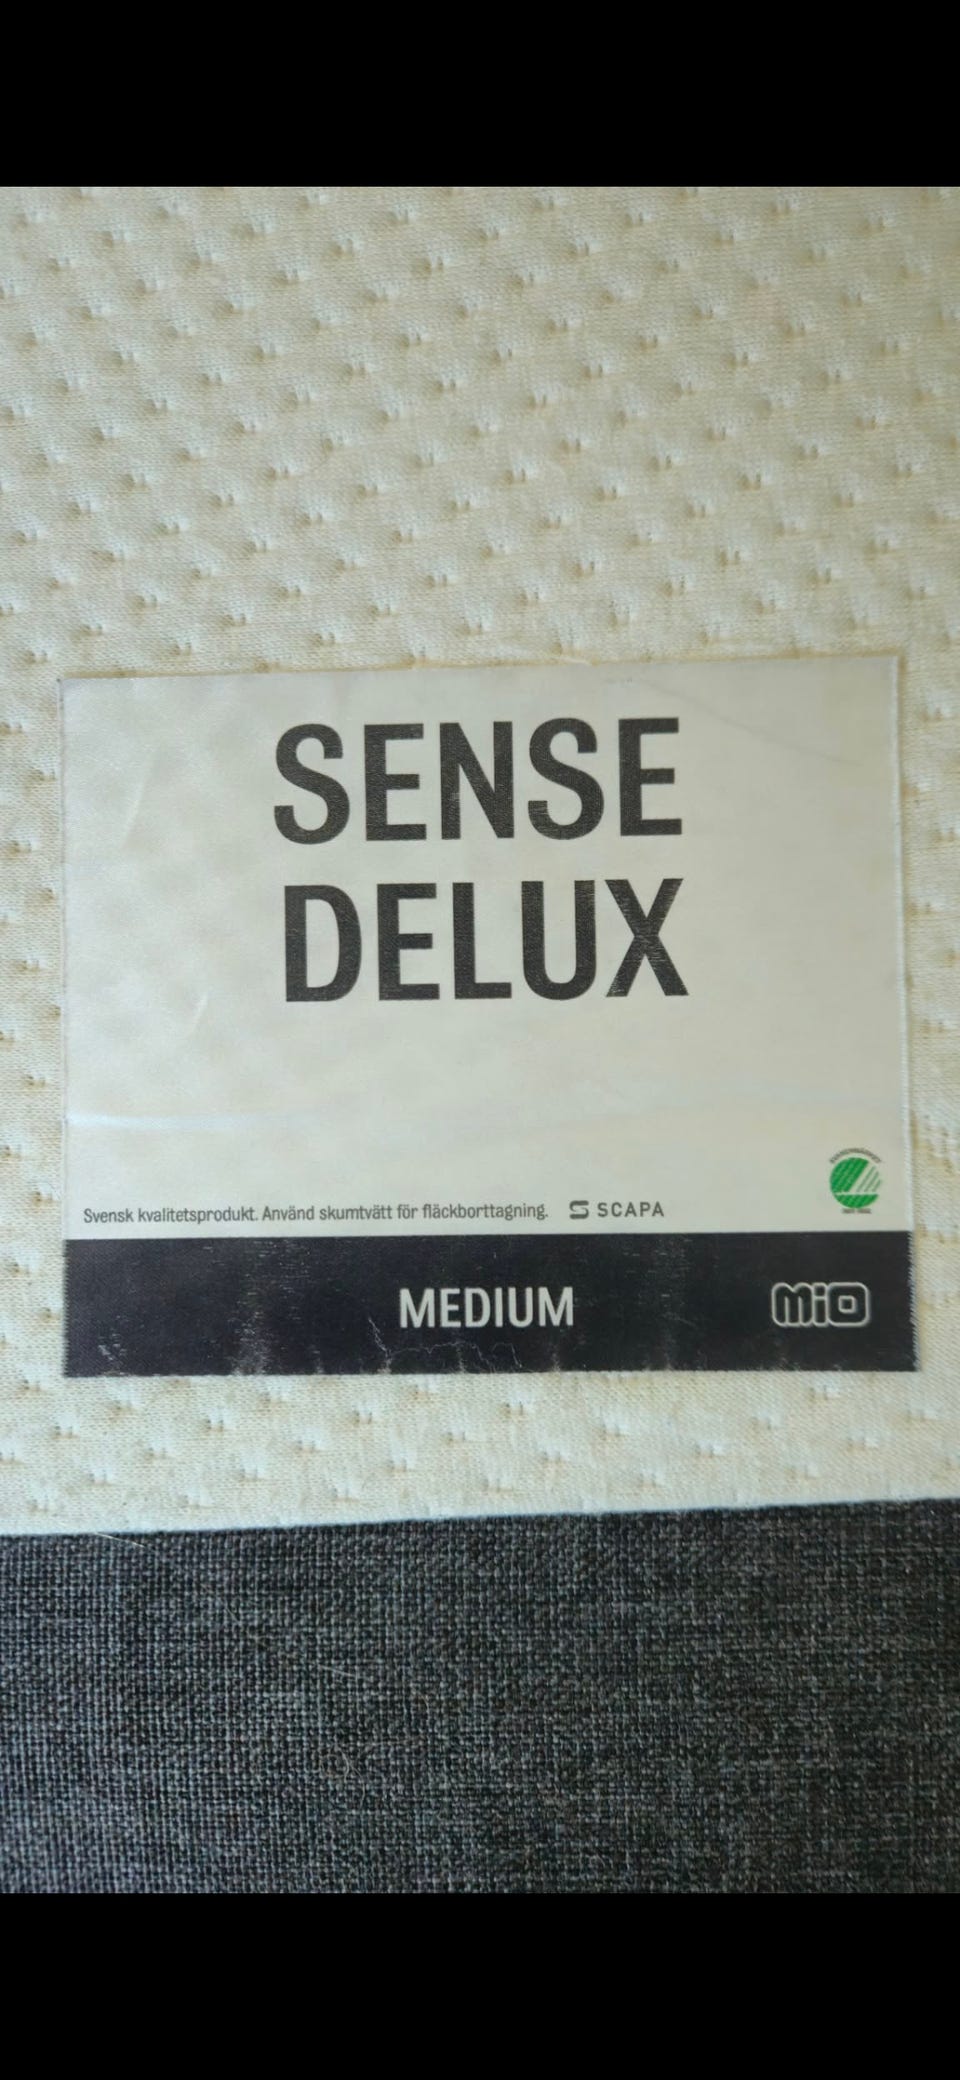 SENSE
DELUX
Svensk kvalitetsprodukt. Använd skumtvätt för fläckborttagning. SCAPA
MEDIUM
MiO